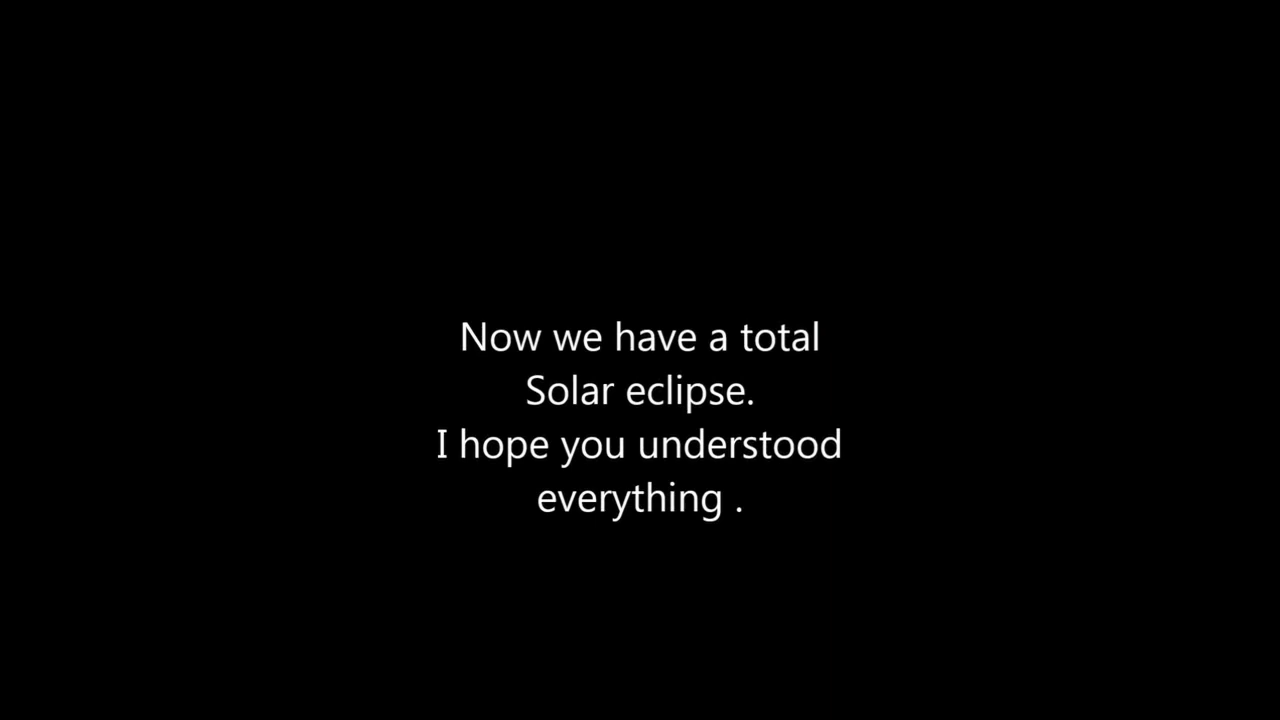 Now we have a total
Solar eclipse.
I hope you understood
everything .